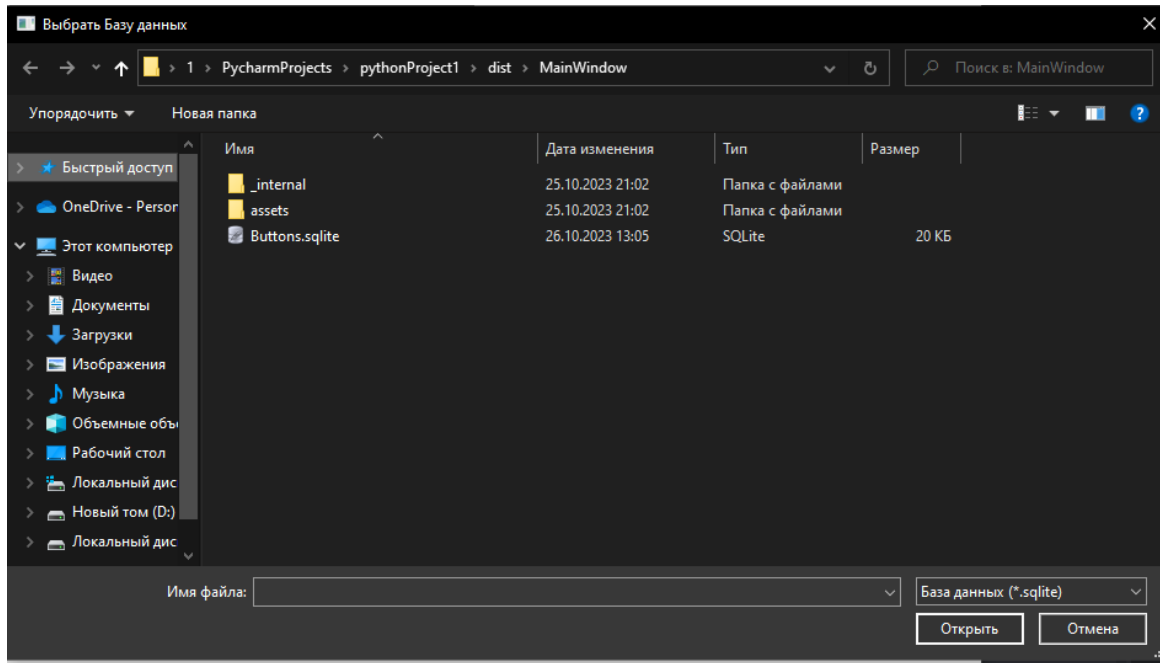 Выбрать Базу данных
1 › PycharmProjects › pythonProject1 › dist › MainWindow
Поиск в: MainWindow
Упорядочить
Новая папка
Имя
Дата изменения
Тип
Размер
Быстрый доступ
OneDrive - Person
Этот компьютер
Видео
Документы
Загрузки
Изображения
Музыка
Объемные объ
Рабочий стол
Локальный дис
Новый том (D:)
Локальный дис
_internal 25.10.2023 21:02 Папка с файлами
assets 25.10.2023 21:02 Папка с файлами
Buttons.sqlite 26.10.2023 13:05 SQLite 20 КБ
Имя файла:
База данных (*.sqlite)
Открыть
Отмена